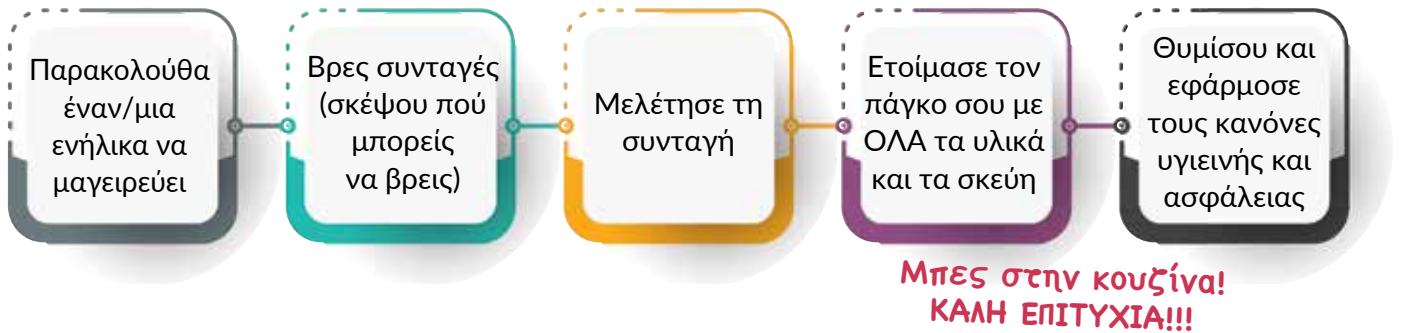 Παρακολούθα
έναν/μια
ενήλικα να
μαγειρεύει
Βρες συνταγές
(σκέψου πού
μπορείς
να βρεις)
Μελέτησε τη
συνταγή
Ετοίμασε τον
πάγκο σου με
ΟΛΑ τα υλικά
και τα σκεύη
Θυμίσου και
εφάρμοσε
τους κανόνες
υγιεινής και
ασφάλειας
Μπες στην κουζίνα!
ΚΑΛΗ ΕΠΙΤΥΧΙΑ!!!